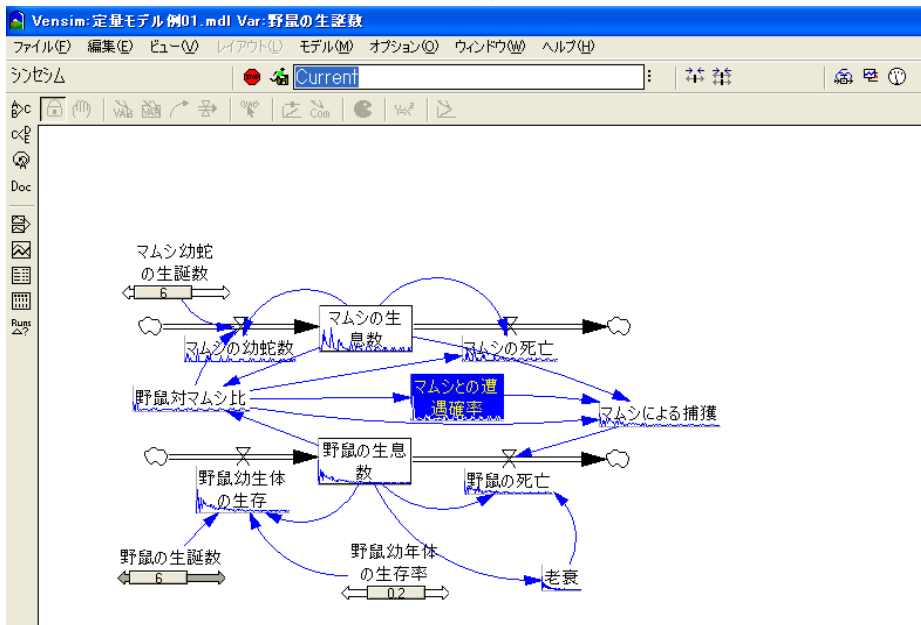 Vensim:定量モデル例01.mdl Var:野鼠の生誕数
ファイル(F) 編集(E) ビュー(V) レイアウト(L) モデル(M) オプション(O) ウィンドウ(W) ヘルプ(H)
シンセシム STOP Current :
VAR Com
Doc
Runs
マムシ幼蛇
の生誕数
6
マムシの生
息数
マムシの幼蛇数
マムシの死亡
野鼠対マムシ比
マムシとの遭
遇確率
マムシによる捕獲
野鼠の生息
数
野鼠幼生体
の生存
野鼠の死亡
野鼠の生誕数
6
野鼠幼年体
の生存率
0.2
老衰